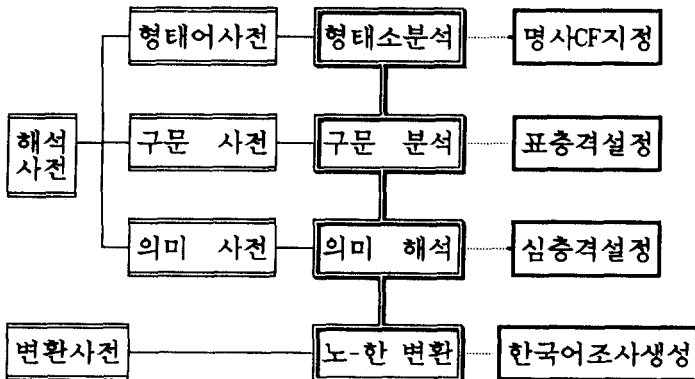 형태어사전 형태소분석 명사CF지정
해석
사전
구문 사전 구문 분석 표층격설정
의미 사전 의미 해석 심층격설정
변환사전 노-한 변환 한국어조사생성